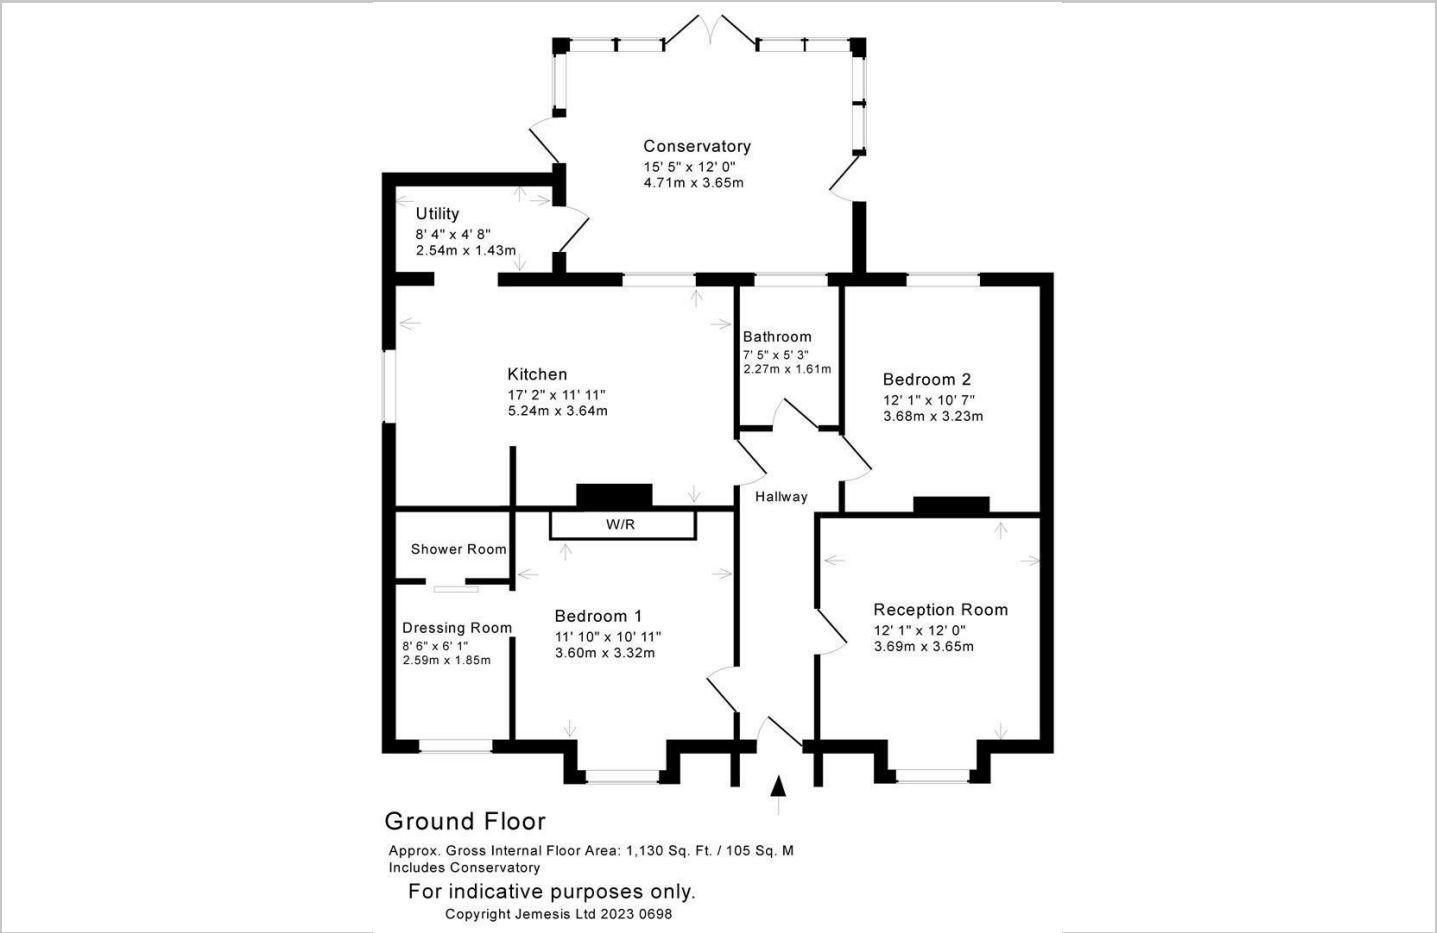 Conservatory
15' 5" x 12' 0"
4.71m x 3.65m
Utility
8' 4" x 4' 8"
2.54m x 1.43m
Bathroom
7' 5" x 5' 3"
2.27m x 1.61m
Kitchen
17' 2" x 11' 11"
5.24m x 3.64m
Bedroom 2
12' 1" x 10' 7"
3.68m x 3.23m
Hallway
W/R
Shower Room
Bedroom 1
11' 10" x 10' 11"
3.60m x 3.32m
Reception Room
12' 1" x 12' 0"
3.69m x 3.65m
Dressing Room
8' 6" x 6' 1"
2.59m x 1.85m
Ground Floor
Approx. Gross Internal Floor Area: 1,130 Sq. Ft. / 105 Sq. M
Includes Conservatory
For indicative purposes only.
Copyright Jemesis Ltd 2023 0698